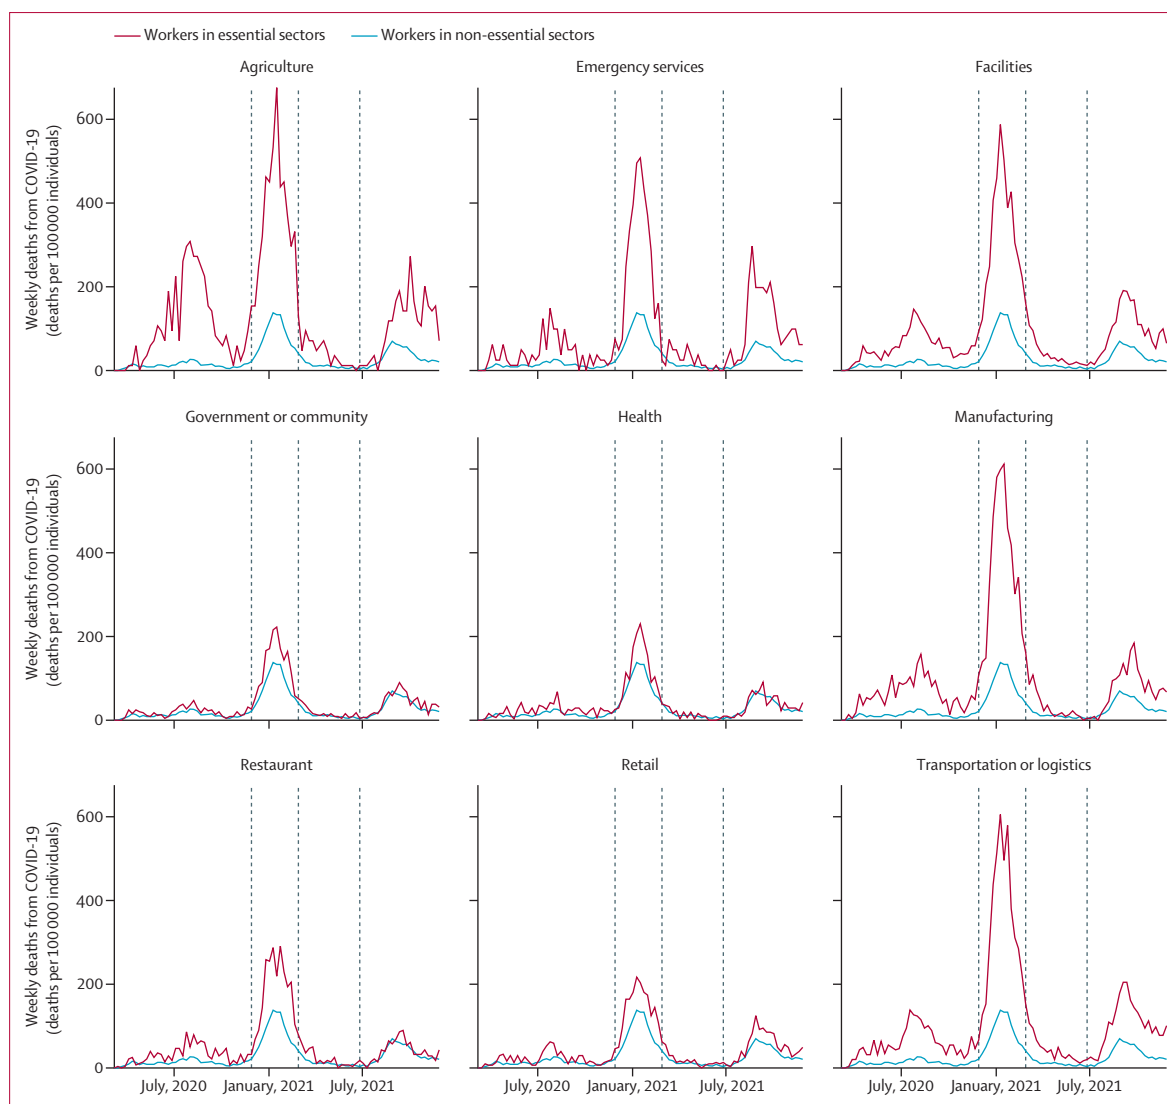 Workers in essential sectors Workers in non-essential sectors
Agriculture Emergency services Facilities
Weekly deaths from COVID-19
(deaths per 100 000 individuals)
600
400
200
0
Government or community Health Manufacturing
Weekly deaths from COVID-19
(deaths per 100 000 individuals)
600
400
200
0
Restaurant Retail Transportation or logistics
Weekly deaths from COVID-19
(deaths per 100 000 individuals)
600
400
200
0
July, 2020 January, 2021 July, 2021 July, 2020 January, 2021 July, 2021 July, 2020 January, 2021 July, 2021